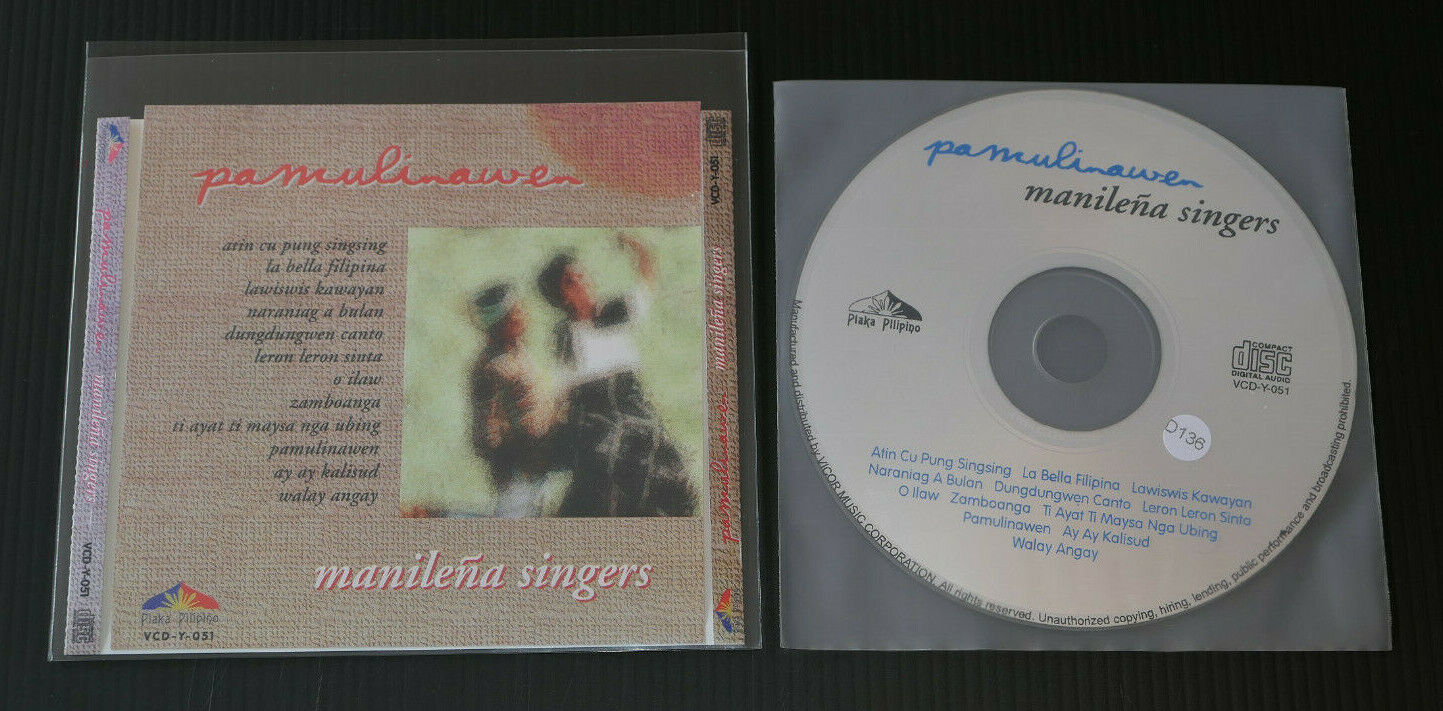 pamulinawen
atin cu pung singsing
la bella filipina
lawiswis kawayan
naraniag a bulan
dungdungwen canto
leron leron sinta
o ilaw
zamboanga
ti ayat ti maysa nga ubing
pamulinawen
ay ay kalisud
walay angay
manileña singers
Plaka Pilipino
VCD-Y-051
pamulinawen
manileña singers
VCD-Y-051
VCD-Y-051
manileña singers
pamulinawen
pamulinawen
manileña singers
Plaka Pilipino
COMPACT
disc
DIGITAL AUDIO
VCD-Y-051
D136
Atin Cu Pung Singsing La Bella Filipina Lawiswis Kawayan
Naraniag A Bulan Dungdungwen Canto Leron Leron Sinta
O Ilaw Zamboanga Ti Ayat Ti Maysa Nga Ubing
Pamulinawen Ay Ay Kalisud
Walay Angay
Manufactured and distributed by VICOR MUSIC CORPORATION. All rights reserved. Unauthorized copying, hiring, lending, public performance and broadcasting prohibited.